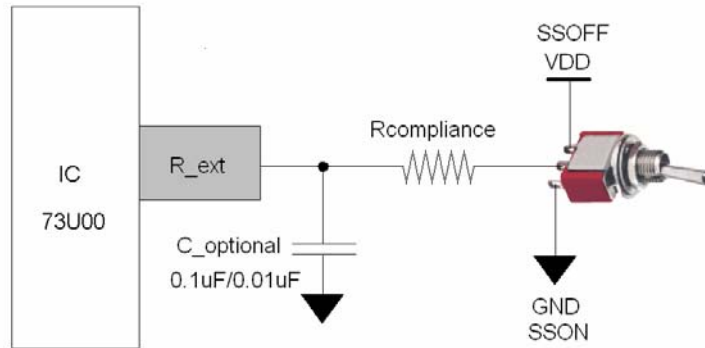 SSOFF
VDD
Rcompliance
R_ext
IC
73U00
C_optional
0.1uF/0.01uF
GND
SSON